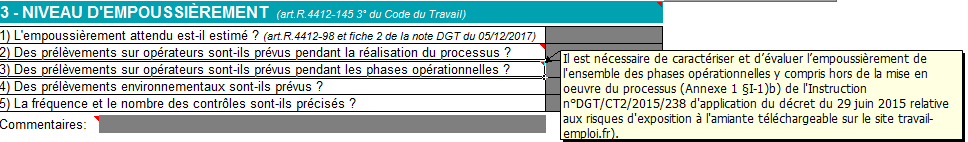 3 - NIVEAU D'EMPOUSSIÈREMENT (art.R.4412-145 3° du Code du Travail)
1) L'empoussièrement attendu est-il estimé ? (art.R.4412-98 et fiche 2 de la note DGT du 05/12/2017)
2) Des prélèvements sur opérateurs sont-ils prévus pendant la réalisation du processus ?
3) Des prélèvements sur opérateurs sont-ils prévus pendant les phases opérationnelles ?
4) Des prélèvements environnementaux sont-ils prévus ?
5) La fréquence et le nombre des contrôles sont-ils précisés ?
Commentaires:
Il est nécessaire de caractériser et d'évaluer l'empoussièrement de
l'ensemble des phases opérationnelles y compris hors de la mise en
oeuvre du processus (Annexe 1 §I-1)b) de l'Instruction
n°DGT/CT2/2015/238 d'application du décret du 29 juin 2015 relative
aux risques d'exposition à l'amiante téléchargeable sur le site travail-
emploi.fr).